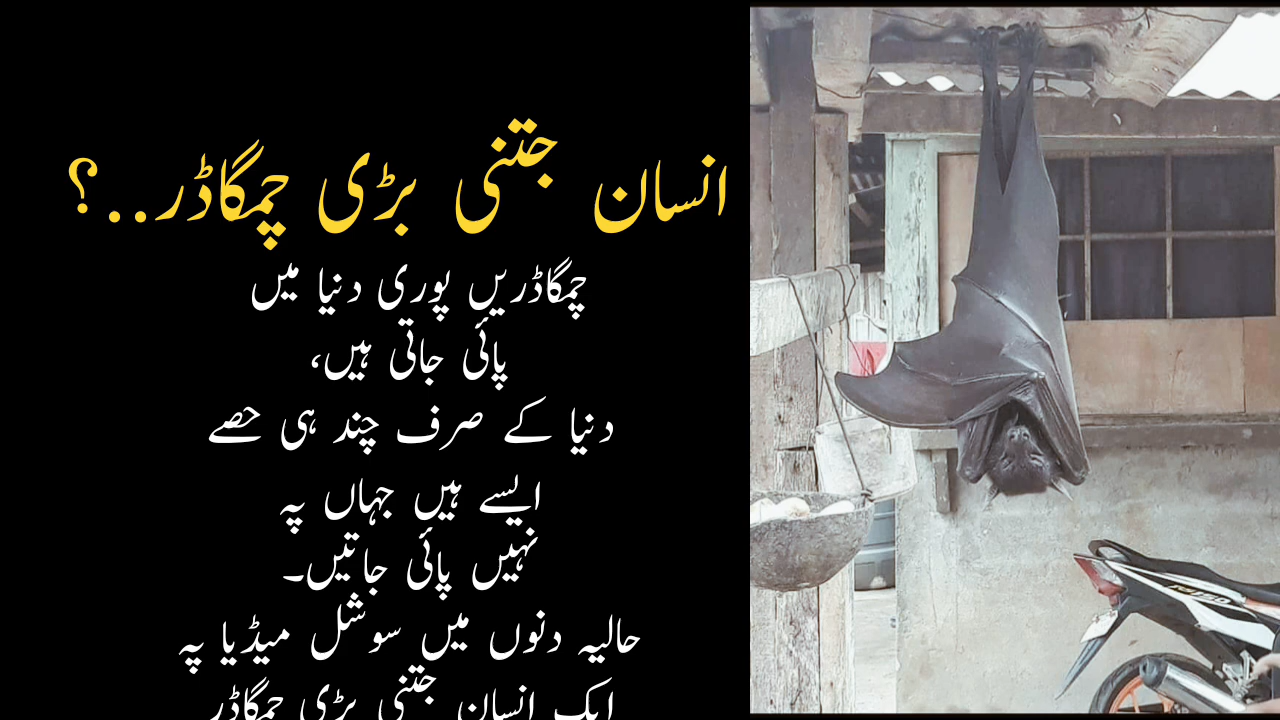 انسان جتنی بڑی چمگاڈر..؟
چمگاڈریں پوری دنیا میں
پائی جاتی ہیں،
دنیا کے صرف چند ہی حصے
ایسے ہیں جہاں پہ
نہیں پائی جاتیں۔
حالیہ دنوں میں سوشل میڈیا پہ
ایک انسان جتنی بڑی چمگاڈر